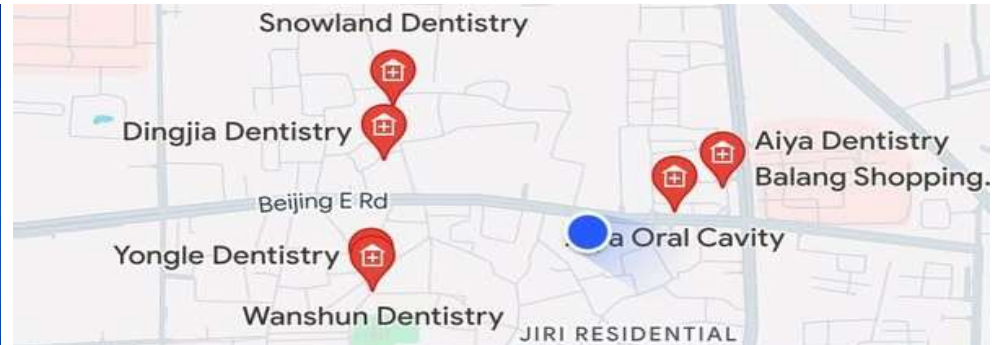 Snowland Dentistry
Dingjia Dentistry
Aiya Dentistry
Balang Shopping.
Beijing E Rd
Oral Cavity
Yongle Dentistry
Wanshun Dentistry
JIRI RESIDENTIAL